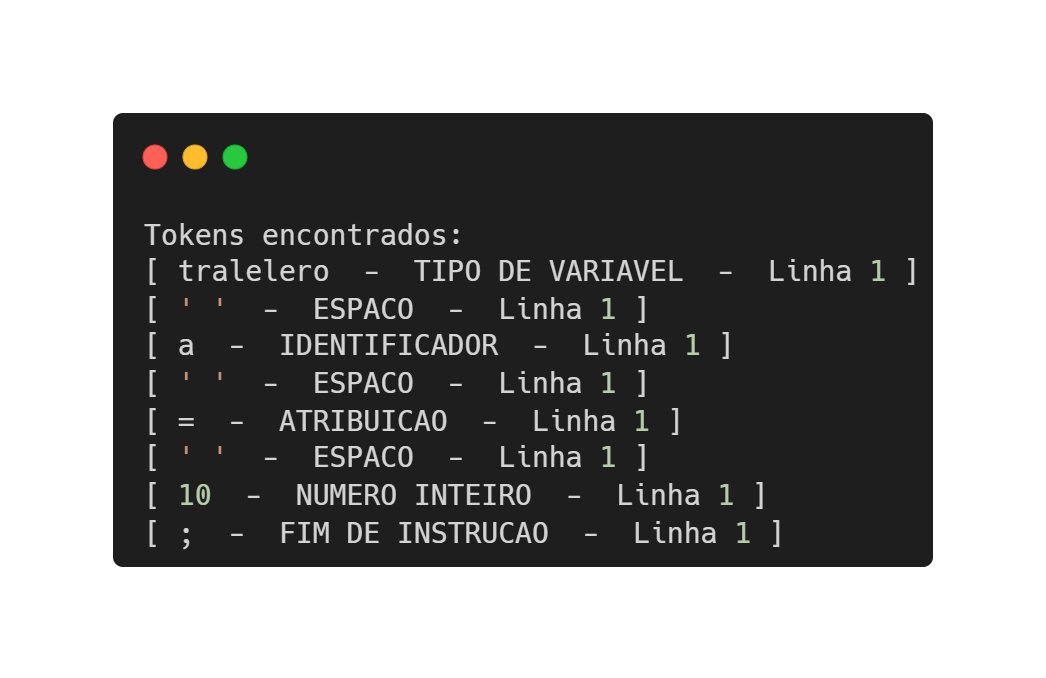 Tokens encontrados:
[ tralelero  -  TIPO DE VARIAVEL  -  Linha 1 ]
[ ' '  -  ESPACO  -  Linha 1 ]
[ a  -  IDENTIFICADOR  -  Linha 1 ]
[ ' '  -  ESPACO  -  Linha 1 ]
[ =  -  ATRIBUICAO  -  Linha 1 ]
[ ' '  -  ESPACO  -  Linha 1 ]
[ 10  -  NUMERO INTEIRO  -  Linha 1 ]
[ ;  -  FIM DE INSTRUCAO  -  Linha 1 ]